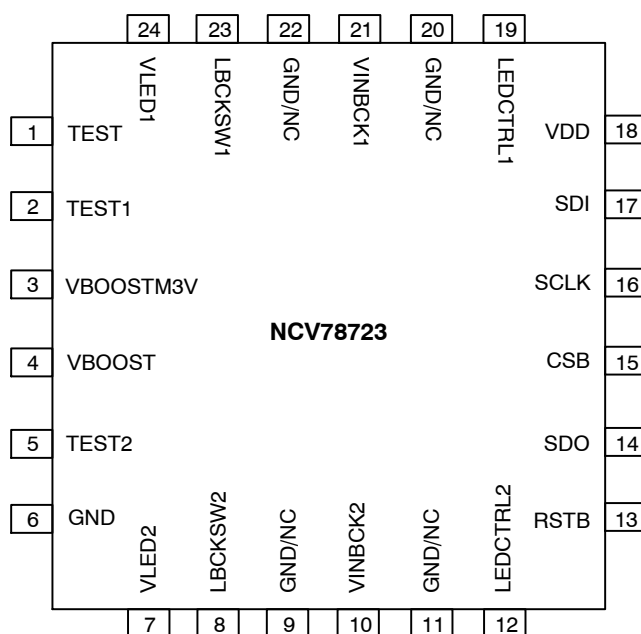 24 23 22 21 20 19
VLED1 LBCKSW1 GND/NC VINBCK1 GND/NC LEDCTRL1
1 TEST VDD 18
2 TEST1 SDI 17
3 VBOOSTM3V SCLK 16
NCV78723
4 VBOOST CSB 15
5 TEST2 SDO 14
6 GND RSTB 13
VLED2 LBCKSW2 GND/NC VINBCK2 GND/NC LEDCTRL2
7 8 9 10 11 12